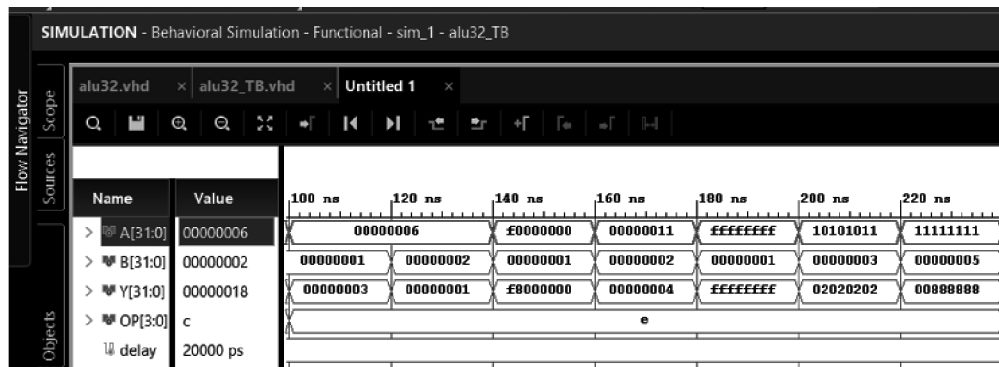 SIMULATION - Behavioral Simulation - Functional - sim_1 - alu32_TB
Flow Navigator
Scope
Sources
Objects
alu32.vhd × alu32_TB.vhd × Untitled 1 ×
Name Value 100 ns 120 ns 140 ns 160 ns 180 ns 200 ns 220 ns
> A[31:0] 00000006 00000006 f0000000 00000011 ffffffff 10101011 11111111
> B[31:0] 00000002 00000001 00000002 00000001 00000002 00000001 00000003 00000005
> Y[31:0] 00000018 00000003 00000001 f8000000 00000004 ffffffff 02020202 00888888
> OP[3:0] c e
delay 20000 ps